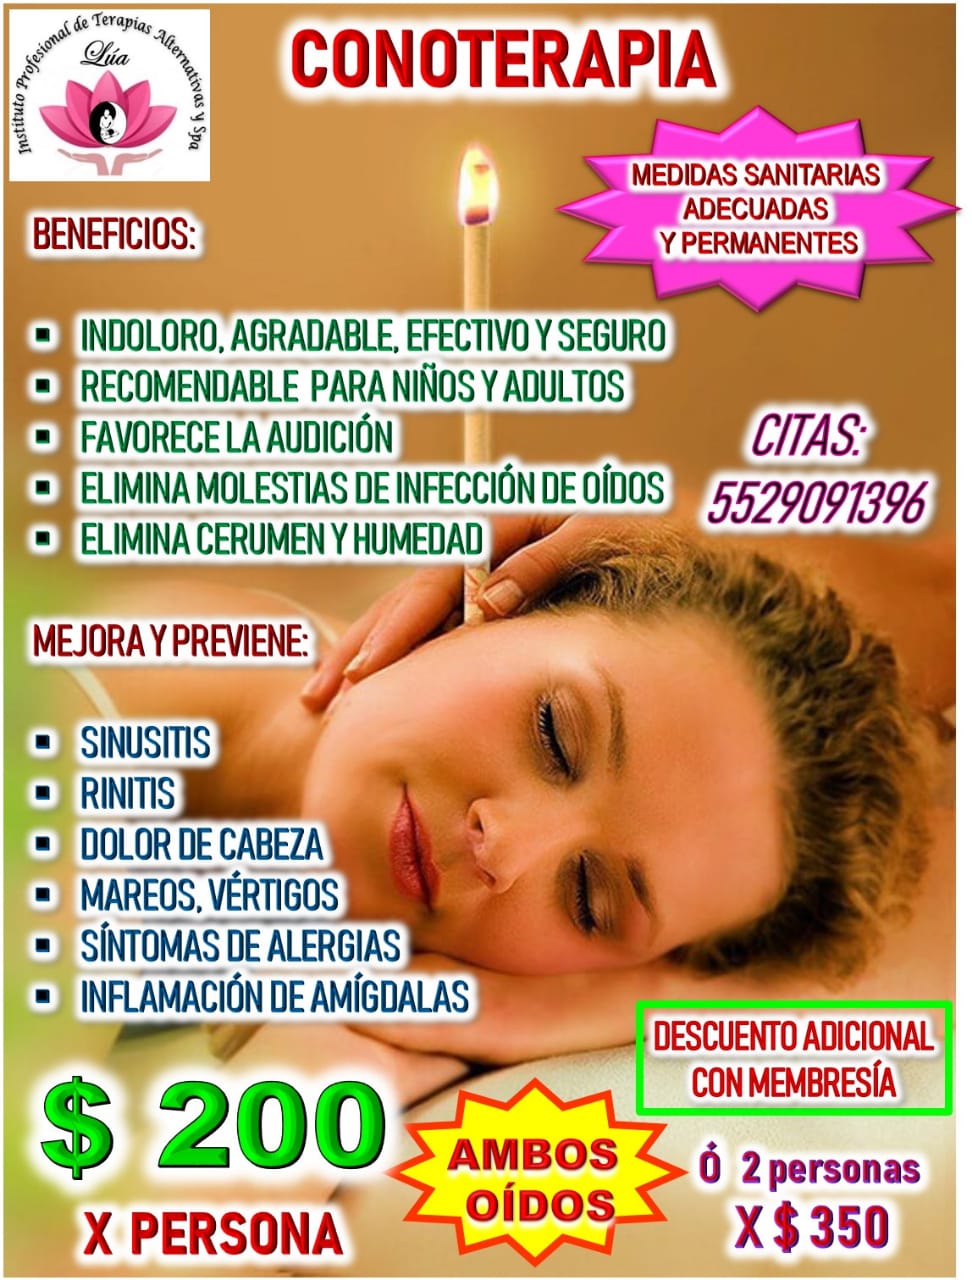 Instituto Profesional de Terapias Alternativas y Spa
Lúa
CONOTERAPIA
MEDIDAS SANITARIAS
ADECUADAS
Y PERMANENTES
BENEFICIOS:
▪ INDOLORO, AGRADABLE, EFECTIVO Y SEGURO
▪ RECOMENDABLE PARA NIÑOS Y ADULTOS
▪ FAVORECE LA AUDICIÓN
▪ ELIMINA MOLESTIAS DE INFECCIÓN DE OÍDOS
▪ ELIMINA CERUMEN Y HUMEDAD
CITAS:
5529091396
MEJORA Y PREVIENE:
▪ SINUSITIS
▪ RINITIS
▪ DOLOR DE CABEZA
▪ MAREOS, VÉRTIGOS
▪ SÍNTOMAS DE ALERGIAS
▪ INFLAMACIÓN DE AMÍGDALAS
DESCUENTO ADICIONAL
CON MEMBRESÍA
$ 200
X PERSONA
AMBOS
OÍDOS
Ó 2 personas
X $ 350